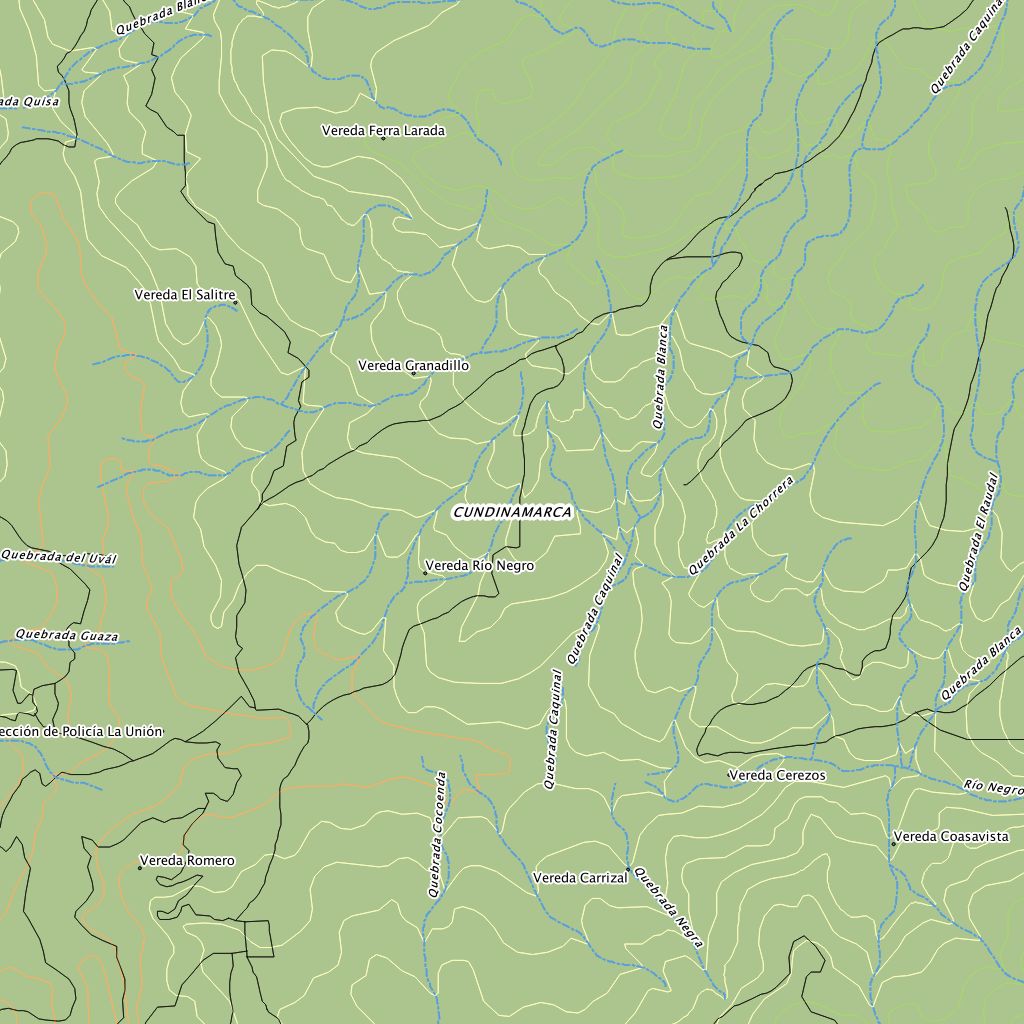 Quebrada Blanc
Quebrada Caquinal
ada Quisa
Vereda Ferra Larada
Vereda El Salitre
Vereda Granadillo
Quebrada Blanca
CUNDINAMARCA
Quebrada La Chorrera
Quebrada El Raudal
Quebrada del Uvál
Vereda Río Negro
Quebrada Caquinal
Quebrada Guaza
Quebrada Blanca
Quebrada Caquinal
ección de Policía La Unión
Vereda Cerezos
Río Negro
Quebrada Cocoenda
Vereda Coasavista
Vereda Romero
Vereda Carrizal
Quebrada Negra